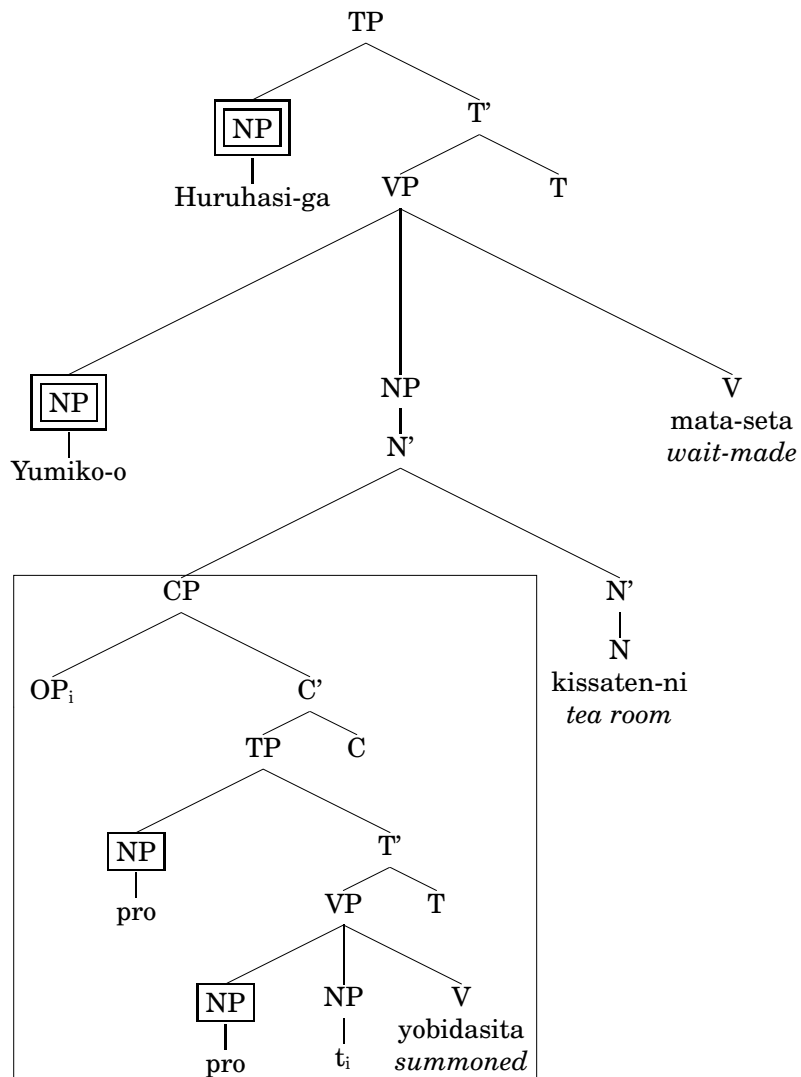 TP
NP T’
Huruhasi-ga VP T
NP NP V
Yumiko-o N’ mata-seta
wait-made
CP N’
N
OPi C’ kissaten-ni
tea room
TP C
NP T’
pro VP T
NP NP V
pro ti yobidasita
summoned